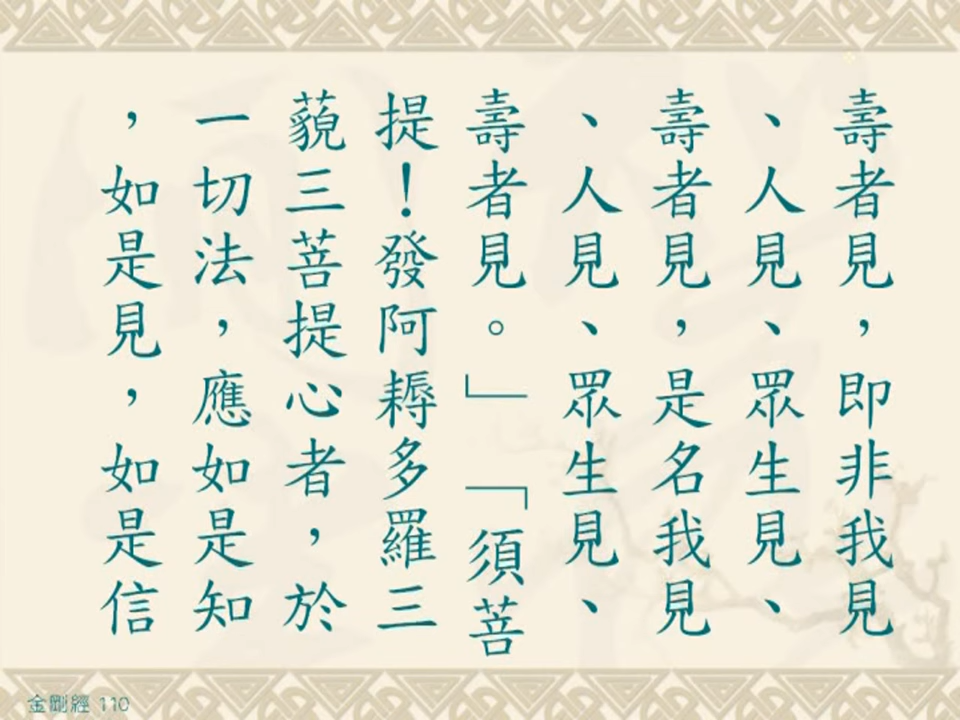 壽者見，即非我見
、人見、眾生見、
壽者見，是名我見
、人見、眾生見、
壽者見。」「須菩
提！發阿耨多羅三
藐三菩提心者，於
一切法，應如是知
，如是見，如是信
金剛經 110